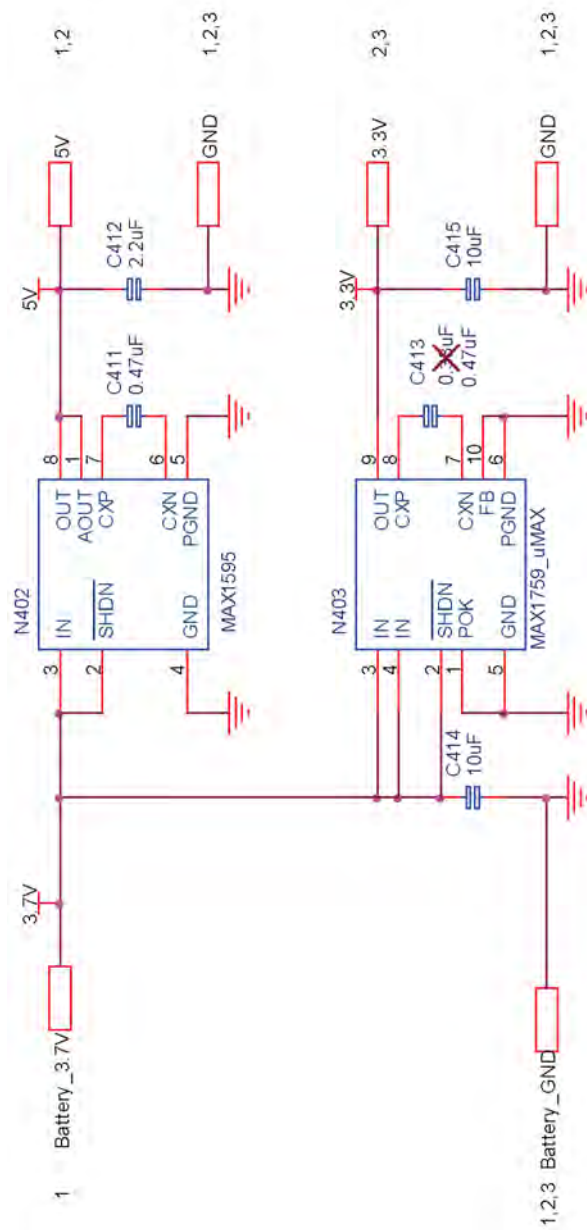 1 Battery_3.7V
3.7V
N402
3 IN
2 SHDN
4 GND
OUT 8
AOUT 1
CXP 7
CXN 6
PGND 5
MAX1595
C411
0.47uF
5V
C412
2.2uF
5V
1,2
GND
1,2,3
1,2,3 Battery_GND
C414
10uF
N403
3 IN
4 IN
2 SHDN
1 POK
5 GND
OUT 9
CXP 8
CXN 7
FB 10
PGND 6
MAX1759_uMAX
C413
0.47uF
3.3V
C415
10uF
3.3V
2,3
GND
1,2,3